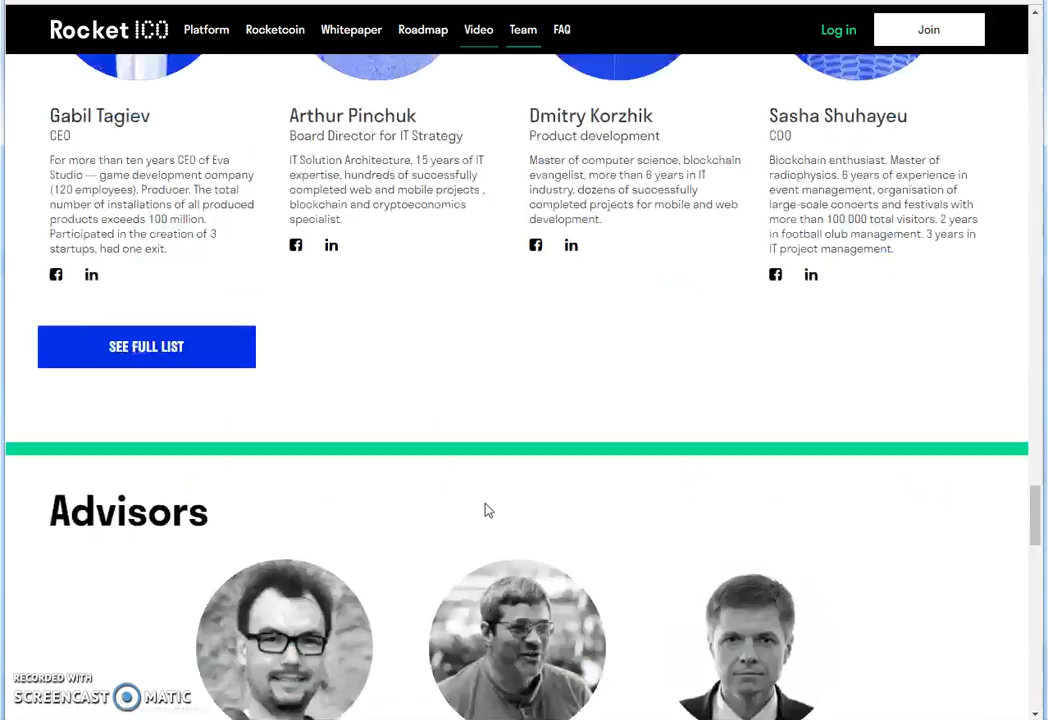 Rocket ICO Platform Rocketcoin Whitepaper Roadmap Video Team FAQ Log in Join
Gabil Tagiev
CEO
For more than ten years CEO of Eva
Studio — game development company
(120 employees). Producer. The total
number of installations of all produced
products exceeds 100 million.
Participated in the creation of 3
startups, had one exit.
Arthur Pinchuk
Board Director for IT Strategy
IT Solution Architecture, 15 years of IT
expertise, hundreds of successfully
completed web and mobile projects ,
blockchain and cryptoeconomics
specialist.
Dmitry Korzhik
Product development
Master of computer science, blockchain
evangelist, more than 6 years in IT
industry, dozens of successfully
completed projects for mobile and web
development.
Sasha Shuhayeu
COO
Blockchain enthusiast. Master of
radiophysics. 6 years of experience in
event management, organisation of
large-scale concerts and festivals with
more than 100 000 total visitors. 2 years
in football club management. 3 years in
IT project management.
SEE FULL LIST
Advisors
RECORDED WITH
SCREENCAST MATIC